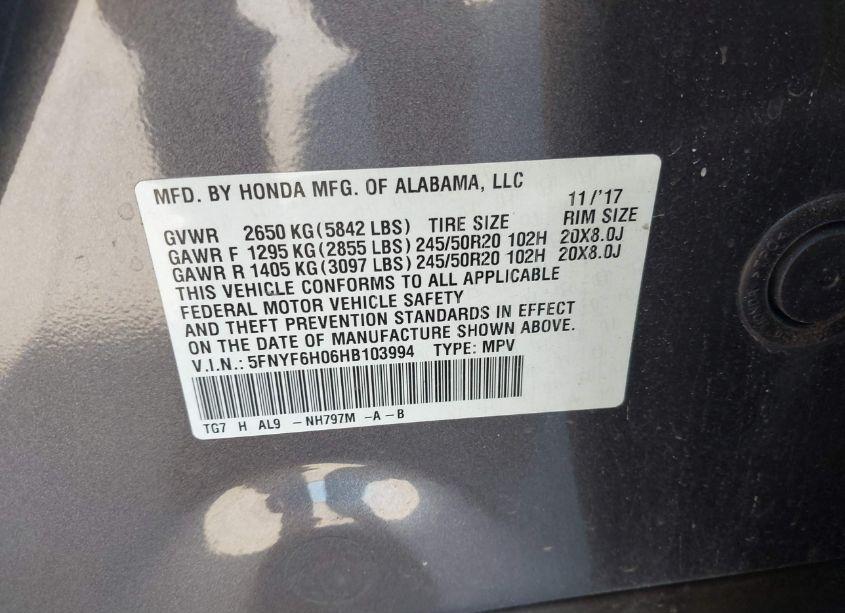 MFD. BY HONDA MFG. OF ALABAMA, LLC 11/'17
GVWR 2650 KG (5842 LBS) TIRE SIZE RIM SIZE
GAWR F 1295 KG (2855 LBS) 245/50R20 102H 20X8.0J
GAWR R 1405 KG (3097 LBS) 245/50R20 102H 20X8.0J
THIS VEHICLE CONFORMS TO ALL APPLICABLE
FEDERAL MOTOR VEHICLE SAFETY
AND THEFT PREVENTION STANDARDS IN EFFECT
ON THE DATE OF MANUFACTURE SHOWN ABOVE.
V.I.N.: 5FNYF6H06HB103994 TYPE: MPV
TG7 H AL9 -NH797M -A -B